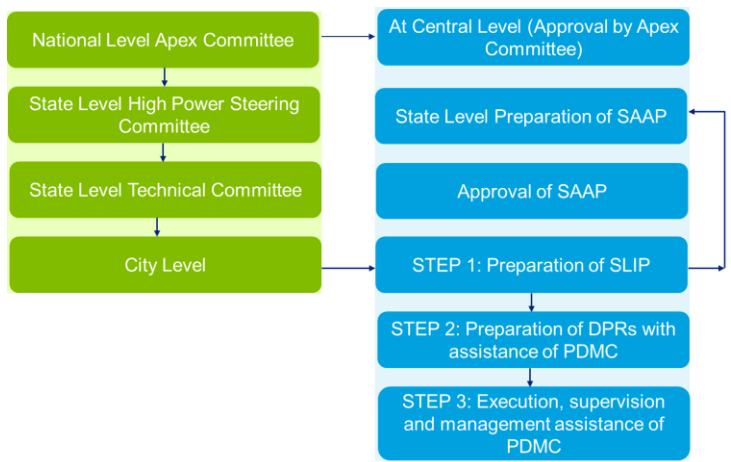 National Level Apex Committee
State Level High Power Steering
Committee
State Level Technical Committee
City Level
At Central Level (Approval by Apex
Committee)
State Level Preparation of SAAP
Approval of SAAP
STEP 1: Preparation of SLIP
STEP 2: Preparation of DPRs with
assistance of PDMC
STEP 3: Execution, supervision
and management assistance of
PDMC